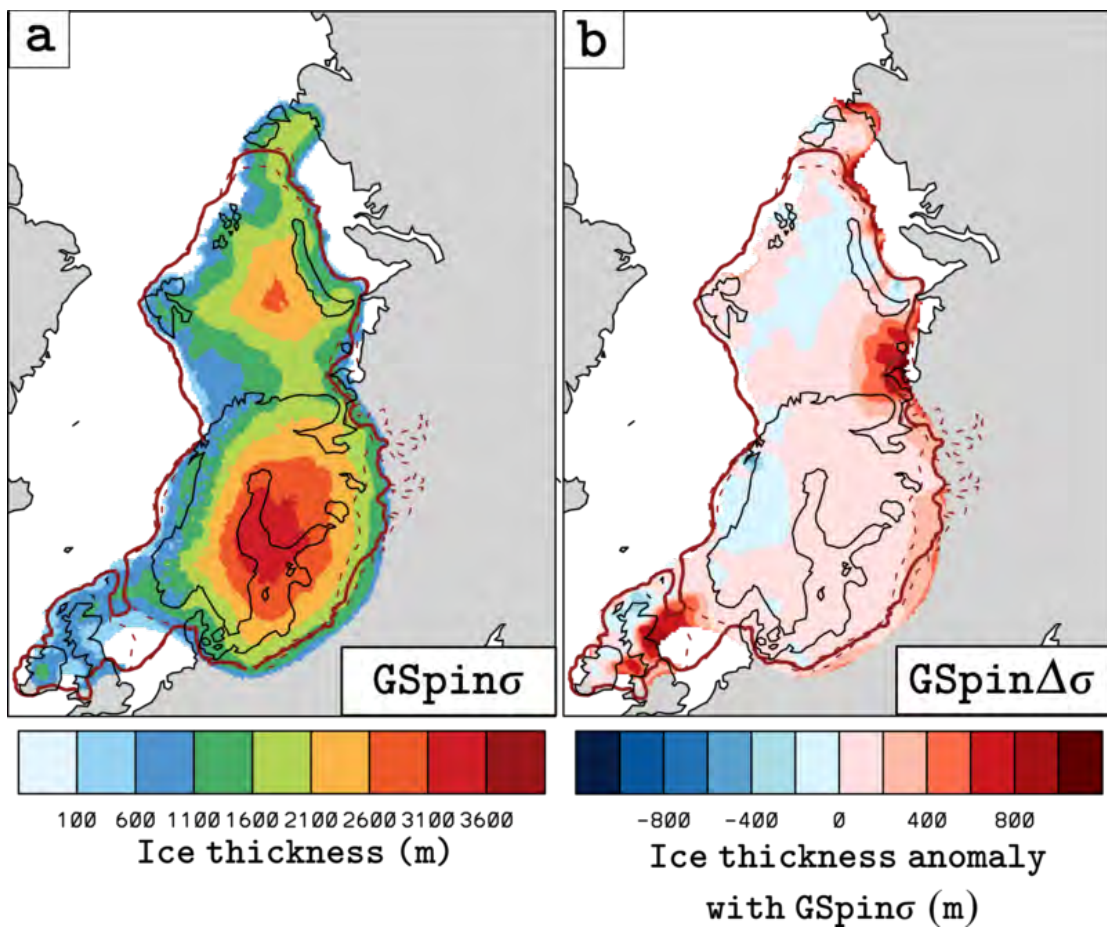 a
b
GSpinσ
GSpinΔσ
100 600 1100 1600 2100 2600 3100 3600
Ice thickness (m)
-800 -400 0 400 800
Ice thickness anomaly
with GSpinσ (m)